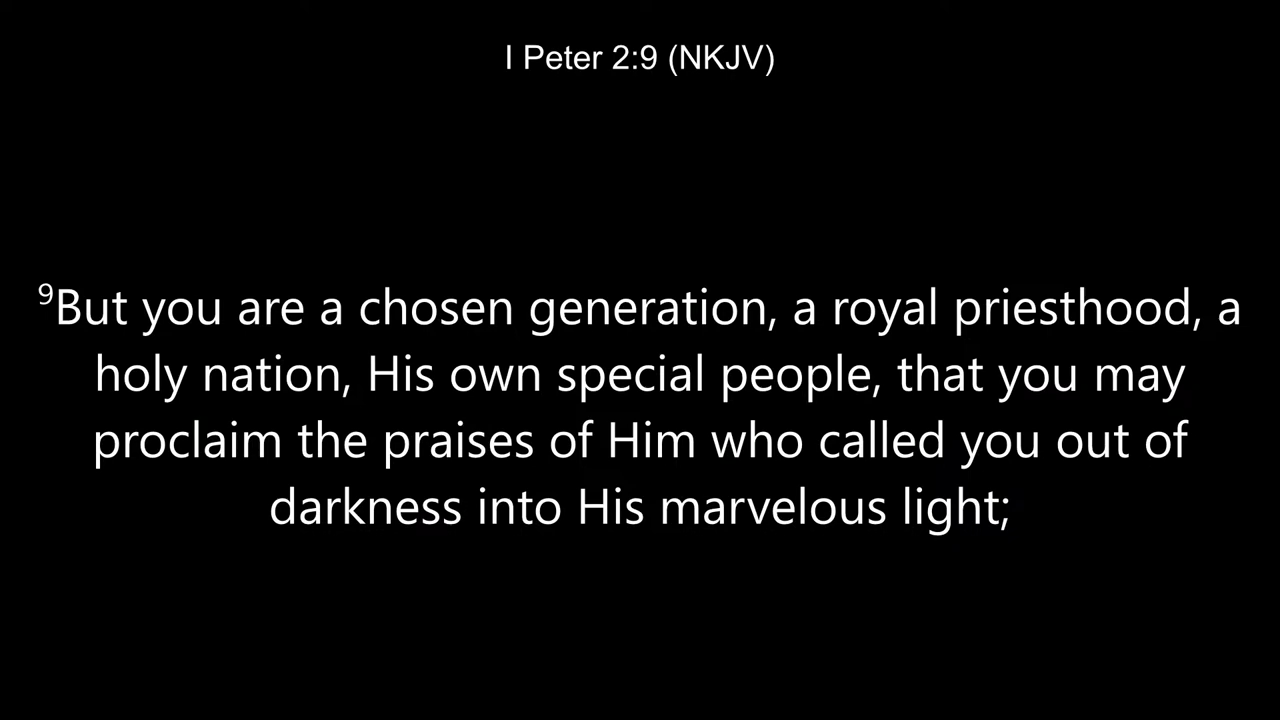 I Peter 2:9 (NKJV)
⁹But you are a chosen generation, a royal priesthood, a
holy nation, His own special people, that you may
proclaim the praises of Him who called you out of
darkness into His marvelous light;